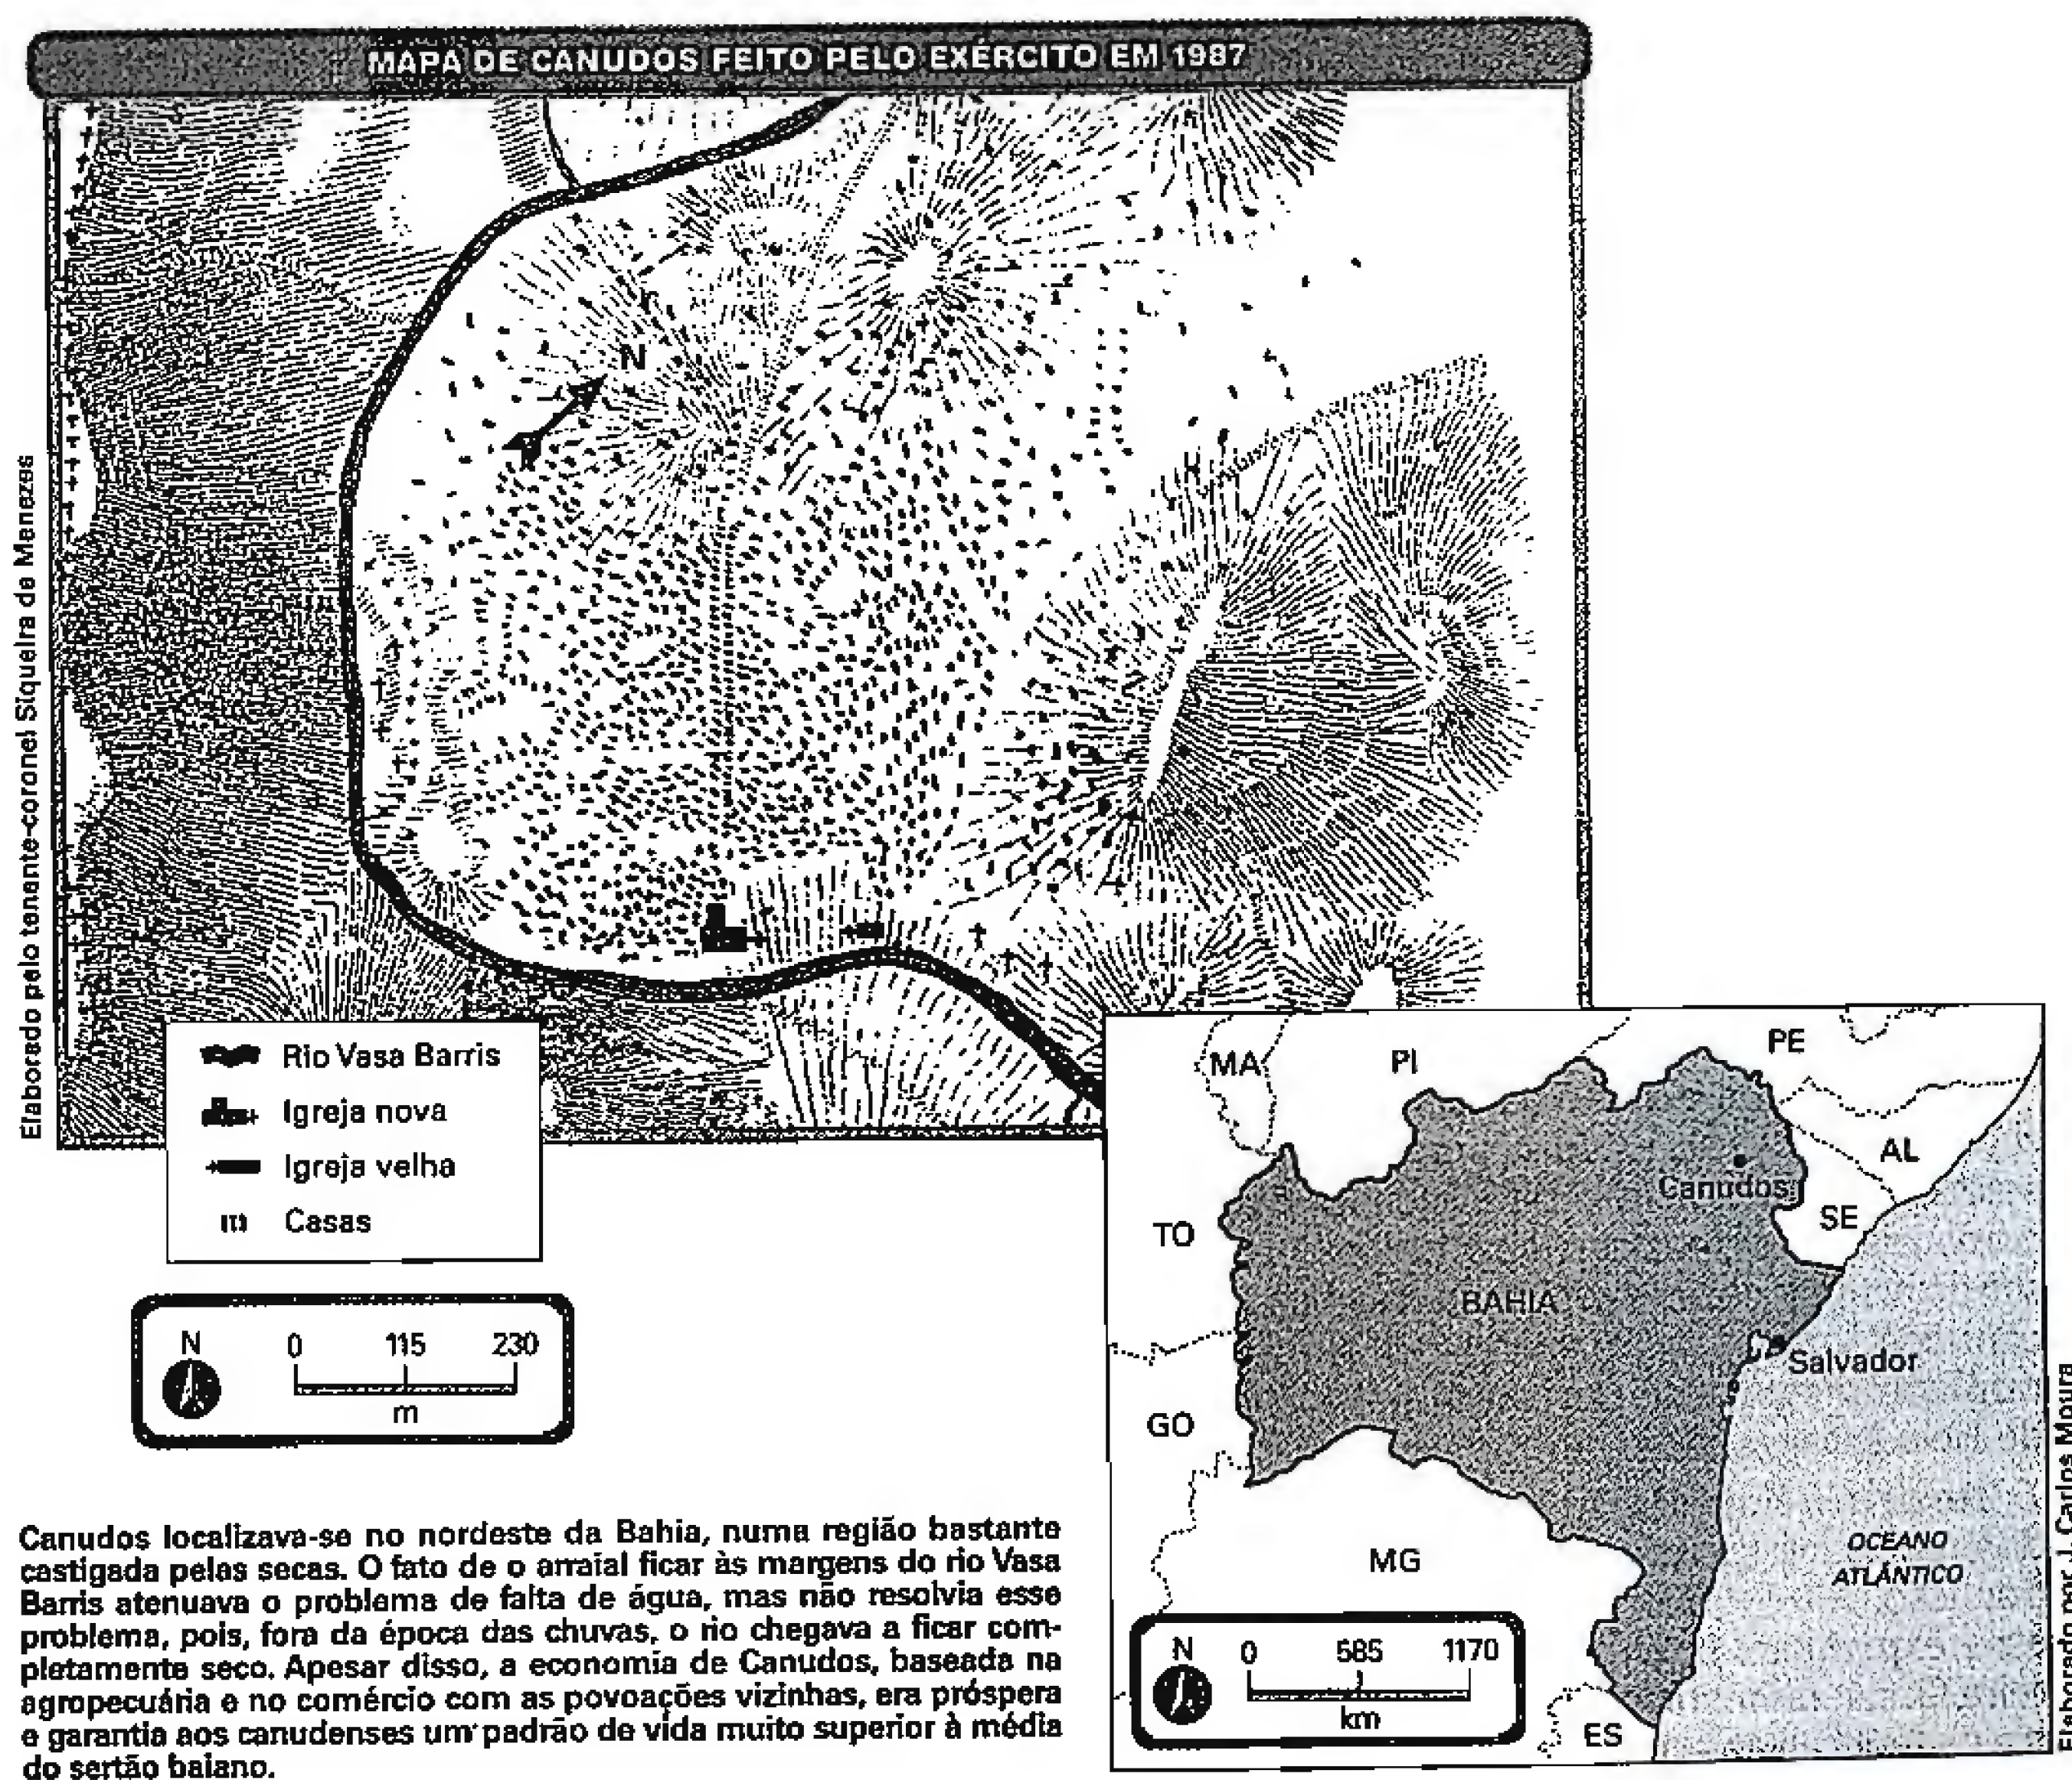 MAPA DE CANUDOS FEITO PELO EXÉRCITO EM 1987
Elaborado pelo tenente-coronel Siqueira de Menezes
N
Rio Vasa Barris
Igreja nova
Igreja velha
Casas
N
0 115 230
m
Canudos localizava-se no nordeste da Bahia, numa região bastante
castigada pelas secas. O fato de o arraial ficar às margens do rio Vasa
Barris atenuava o problema de falta de água, mas não resolvia esse
problema, pois, fora da época das chuvas, o rio chegava a ficar com-
pletamente seco. Apesar disso, a economia de Canudos, baseada na
agropecuária e no comércio com as povoações vizinhas, era próspera
e garantia aos canudenses um padrão de vida muito superior à média
do sertão baiano.
MA
PI
PE
AL
Canudos
SE
TO
BAHIA
Salvador
GO
MG
OCEANO
ATLÂNTICO
ES
N
0 585 1170
km
Elaborado por J. Carlos Moura